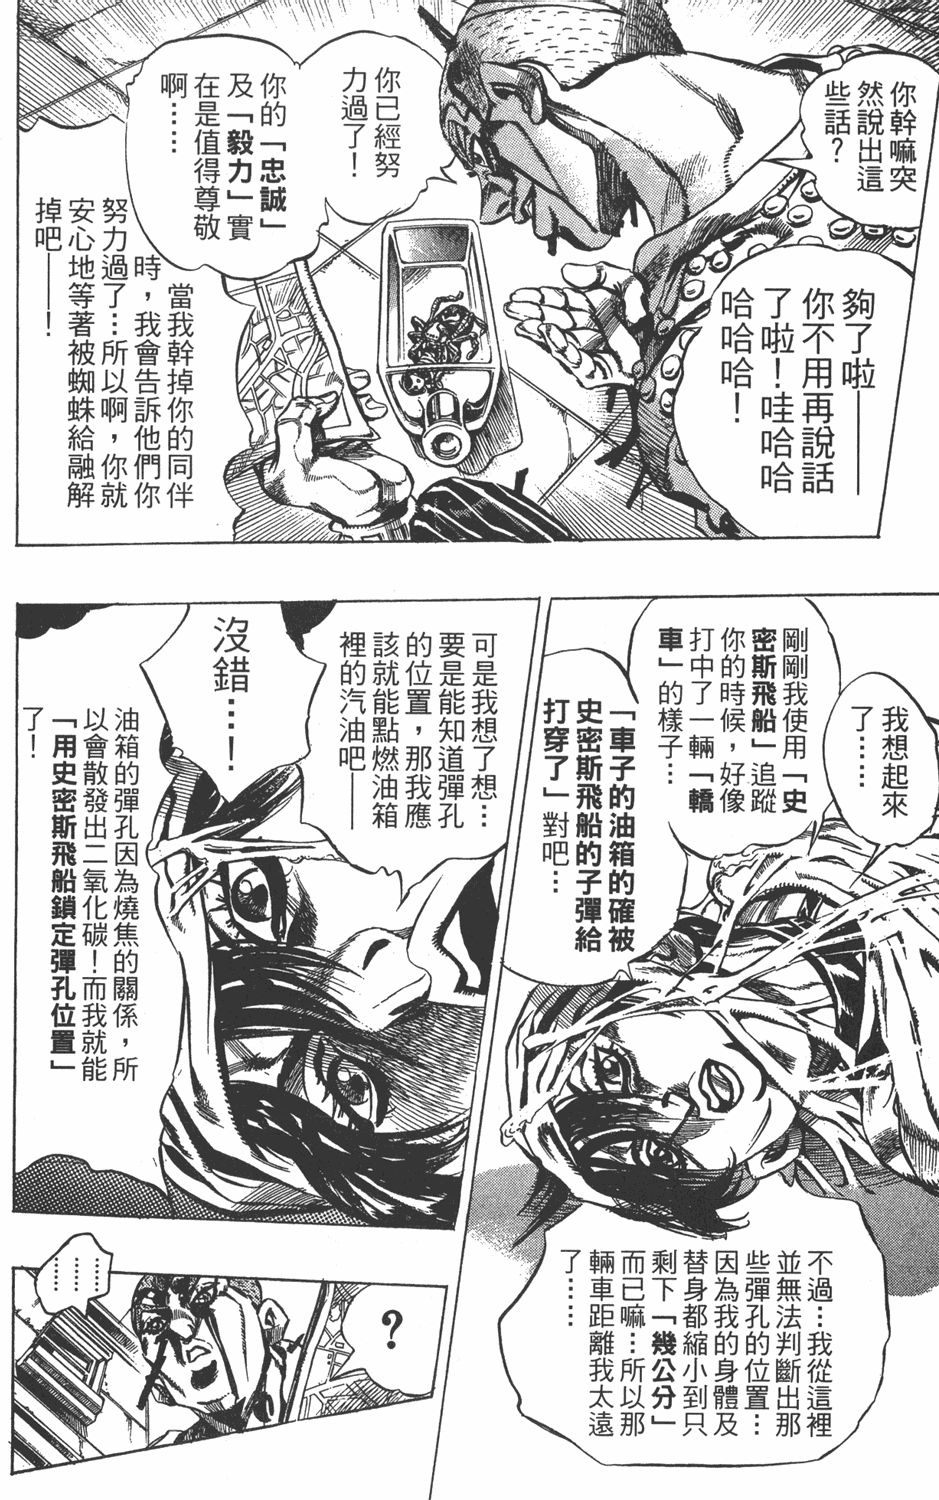 你幹嘛突
然說出這
些話？
夠了啦——
你不用再說話
了啦！哇哈哈
哈哈哈！
你已經努
力過了！
你的「忠誠」
及「毅力」實
在是值得尊敬
啊……
當我幹掉你的同伴
時，我會告訴他們你
努力過了…所以啊，你就
安心地等著被蜘蛛給融解
掉吧——！
我想起來
了……
剛剛我使用「史
密斯飛船」追蹤
你的時候，好像
打中了一輛「轎
車」的樣子…
「車子的油箱的確被
史密斯飛船的子彈給
打穿了」對吧…
不過…我從這裡
並無法判斷出那
些彈孔的位置…
因為我的身體及
替身都縮小到只
剩下「幾公分」
而已嘛…所以那
輛車距離我太遠
了……
可是我想了想…
要是能知道彈孔
的位置，那我應
該就能點燃油箱
裡的汽油吧——
沒錯…！
油箱的彈孔因為燒焦的關係，所
以會散發出二氧化碳！而我就能
「用史密斯飛船鎖定彈孔位置」
了！
？
………
………